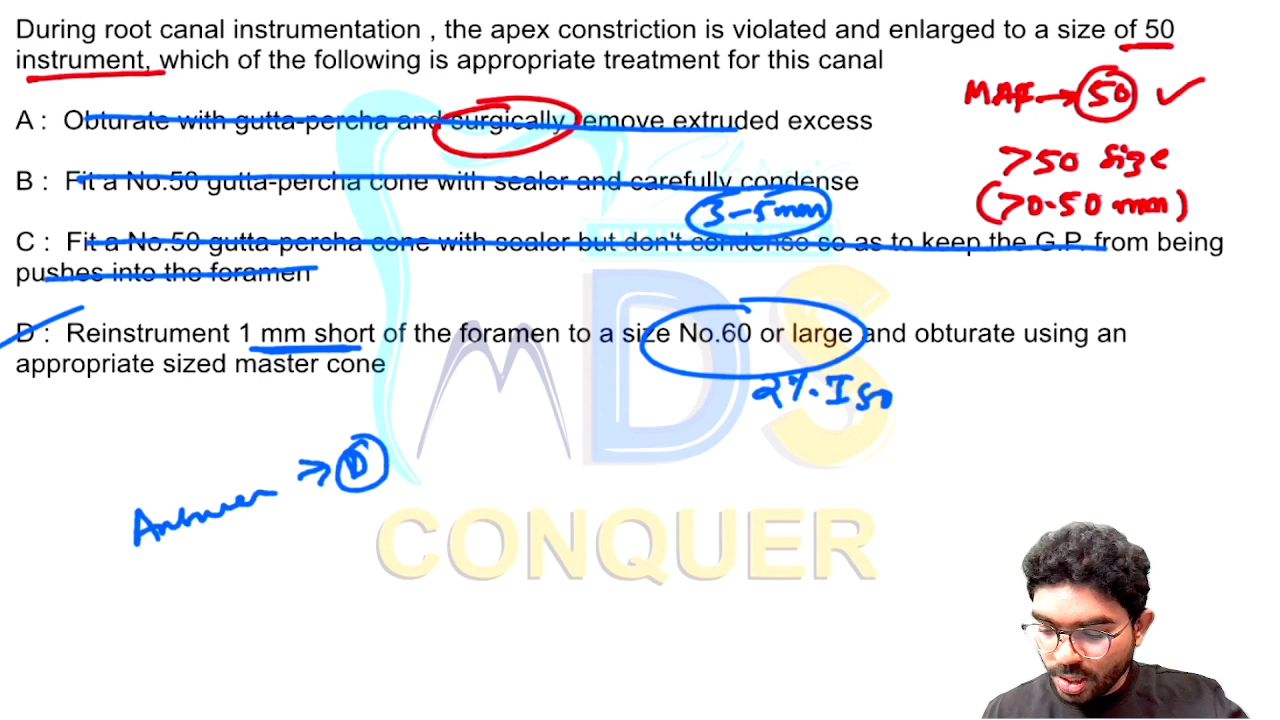 During root canal instrumentation , the apex constriction is violated and enlarged to a size of 50
instrument, which of the following is appropriate treatment for this canal
MAF → 50 ✓
A : Obturate with gutta-percha and surgically remove extruded excess
>50 Size
B : Fit a No.50 gutta-percha cone with sealer and carefully condense
(>0.50 mm)
3-5mm
C : Fit a No.50 gutta-percha cone with sealer but don't condense so as to keep the G.P. from being
pushes into the foramen
D : Reinstrument 1 mm short of the foramen to a size No.60 or large and obturate using an
appropriate sized master cone
2%. ISO
Answer → D
MDS
CONQUER